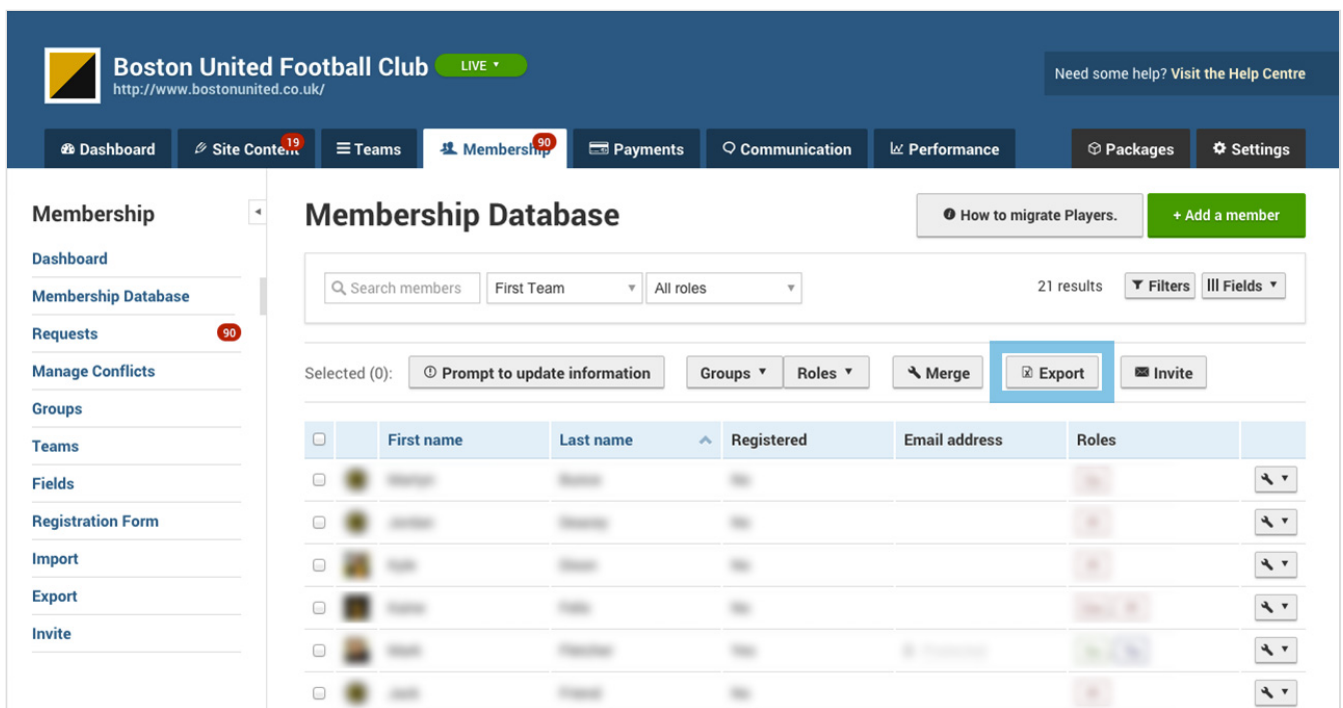 Boston United Football Club LIVE
http://www.bostonunited.co.uk/
Need some help? Visit the Help Centre
Dashboard Site Content 19 Teams Membership 90 Payments Communication Performance Packages Settings
Membership
Dashboard
Membership Database
Requests 90
Manage Conflicts
Groups
Teams
Fields
Registration Form
Import
Export
Invite
Membership Database
How to migrate Players.
+ Add a member
Search members First Team All roles 21 results Filters Fields
Selected (0): Prompt to update information Groups Roles Merge Export Invite
First name Last name Registered Email address Roles